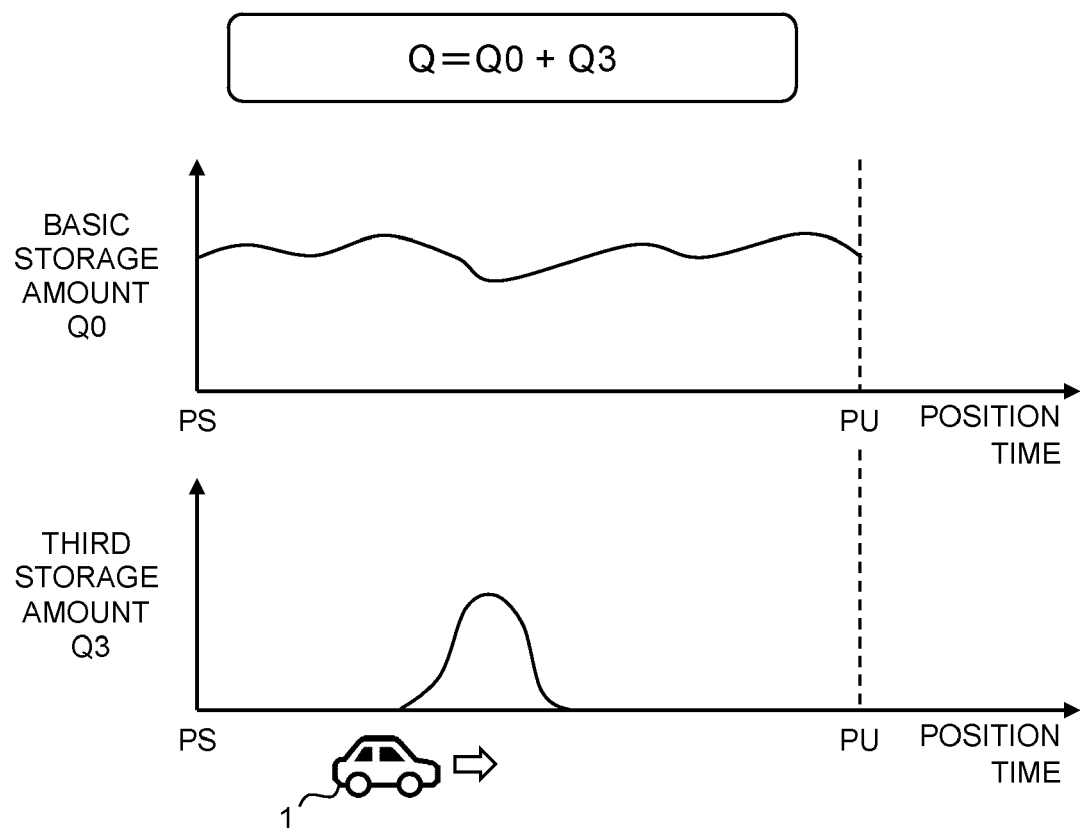 Q=Q0 + Q3
BASIC
STORAGE
AMOUNT
Q0
PS
PU
POSITION
TIME
THIRD
STORAGE
AMOUNT
Q3
PS
PU
POSITION
TIME
1